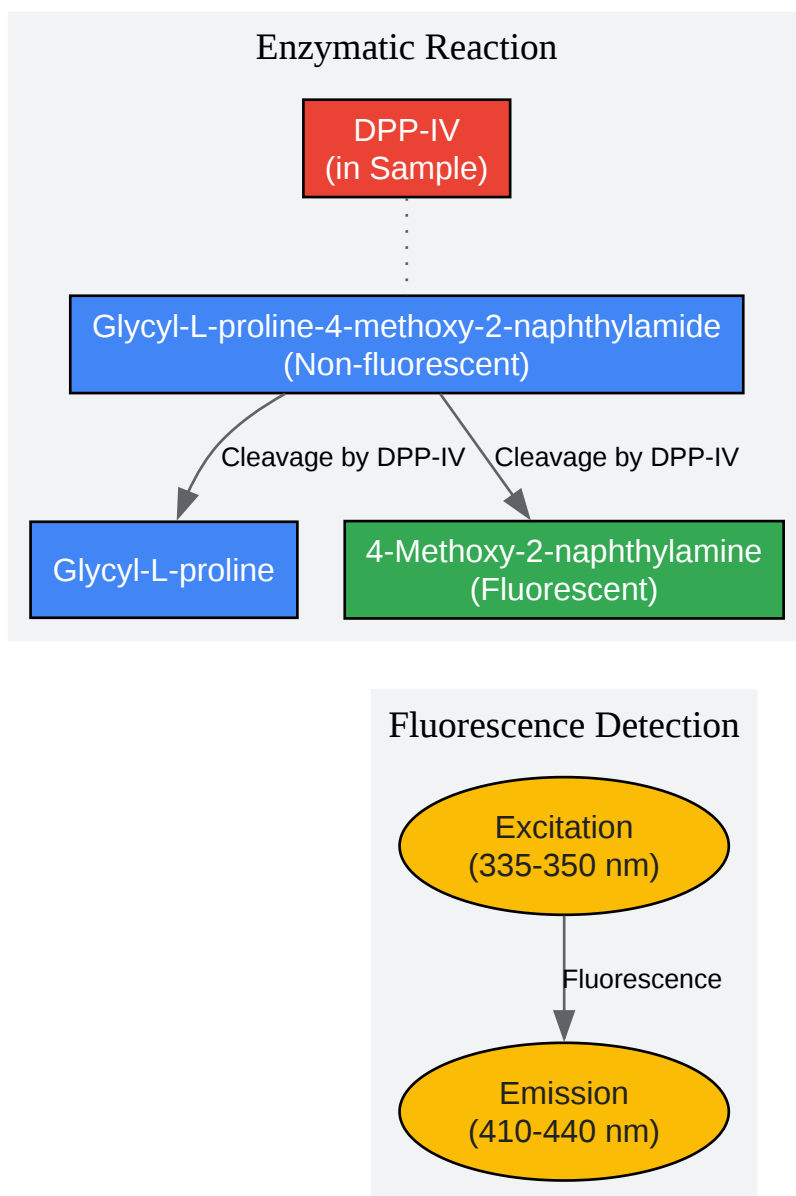 Enzymatic Reaction
DPP-IV
(in Sample)
Glycyl-L-proline-4-methoxy-2-naphthylamide
(Non-fluorescent)
Cleavage by DPP-IV
Cleavage by DPP-IV
Glycyl-L-proline
4-Methoxy-2-naphthylamine
(Fluorescent)
Fluorescence Detection
Excitation
(335-350 nm)
Fluorescence
Emission
(410-440 nm)